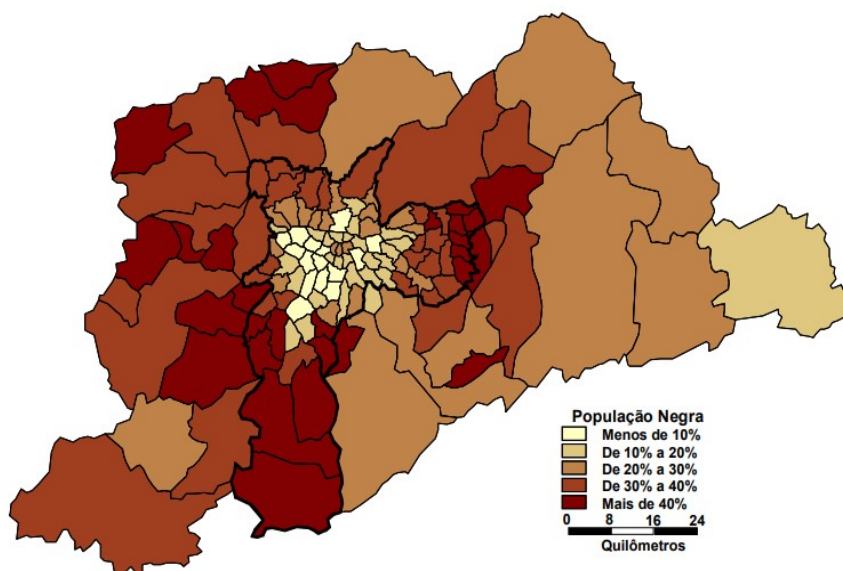 População Negra
Menos de 10%
De 10% a 20%
De 20% a 30%
De 30% a 40%
Mais de 40%
0 8 16 24
Quilômetros